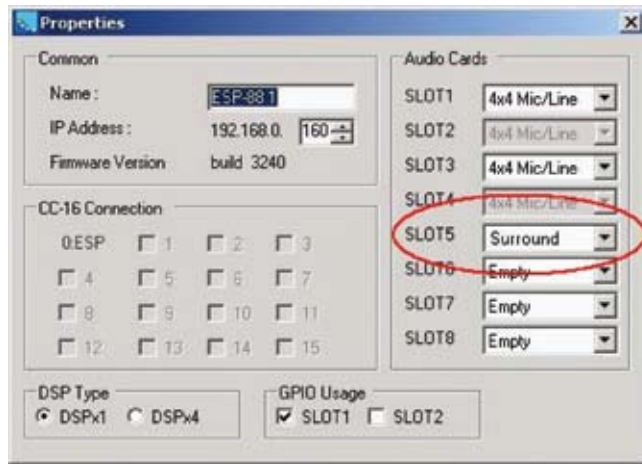 Properties
Common
Name :
ESP-88 1
IP Address :
192.168.0. 160
Firmware Version
build 3240
CC-16 Connection
0:ESP 1 2 3
4 5 6 7
8 9 10 11
12 13 14 15
DSP Type
DSPx1 DSPx4
GPIO Usage
SLOT1 SLOT2
Audio Cards
SLOT1 4x4 Mic/Line
SLOT2 4x4 Mic/Line
SLOT3 4x4 Mic/Line
SLOT4 4x4 Mic/Line
SLOT5 Surround
SLOT6 Empty
SLOT7 Empty
SLOT8 Empty